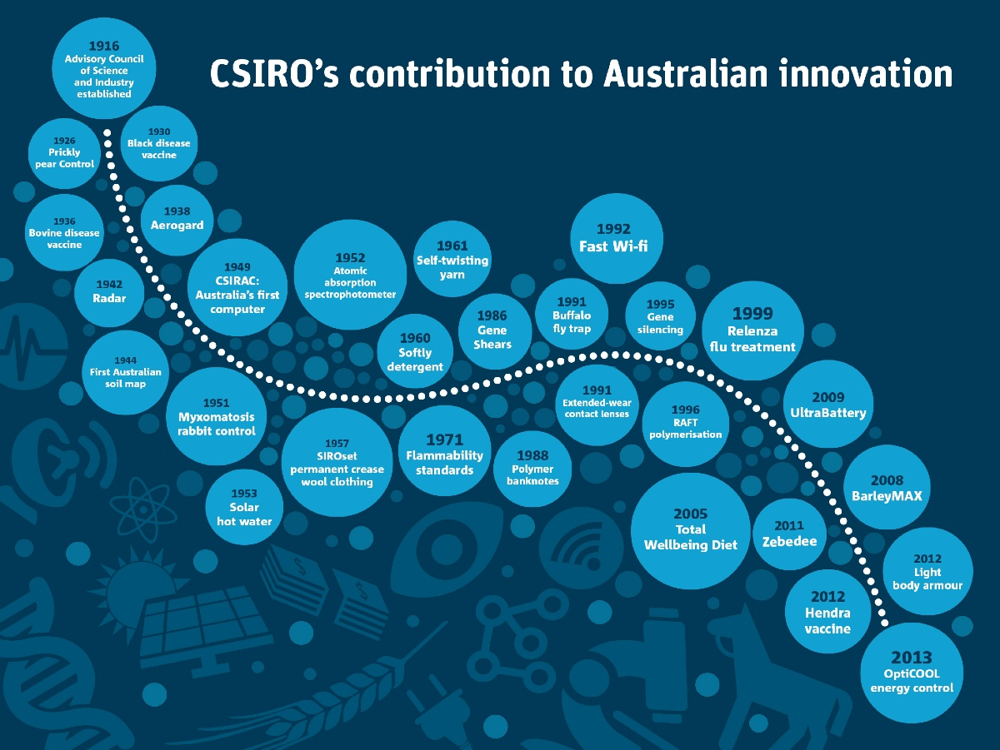 CSIRO's contribution to Australian innovation
1916
Advisory Council
of Science
and Industry
established
1926
Prickly
pear Control
1930
Black disease
vaccine
1936
Bovine disease
vaccine
1938
Aerogard
1942
Radar
1949
CSIRAC:
Australia's first
computer
1944
First Australian
soil map
1951
Myxomatosis
rabbit control
1952
Atomic
absorption
spectrophotometer
1953
Solar
hot water
1957
SIROset
permanent crease
wool clothing
1961
Self-twisting
yarn
1960
Softly
detergent
1971
Flammability
standards
1986
Gene
Shears
1988
Polymer
banknotes
1992
Fast Wi-fi
1991
Buffalo
fly trap
1991
Extended-wear
contact lenses
1995
Gene
silencing
1996
RAFT
polymerisation
1999
Relenza
flu treatment
2005
Total
Wellbeing Diet
2009
UltraBattery
2008
BarleyMAX
2011
Zebedee
2012
Light
body armour
2012
Hendra
vaccine
2013
OptiCOOL
energy control
$
$